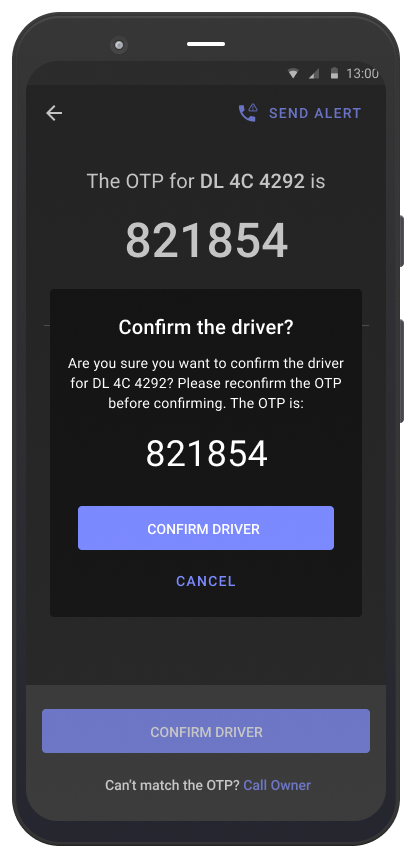 13:00
SEND ALERT
The OTP for DL 4C 4292 is
821854
Confirm the driver?
Are you sure you want to confirm the driver
for DL 4C 4292? Please reconfirm the OTP
before confirming. The OTP is:
821854
CONFIRM DRIVER
CANCEL
CONFIRM DRIVER
Can't match the OTP? Call Owner